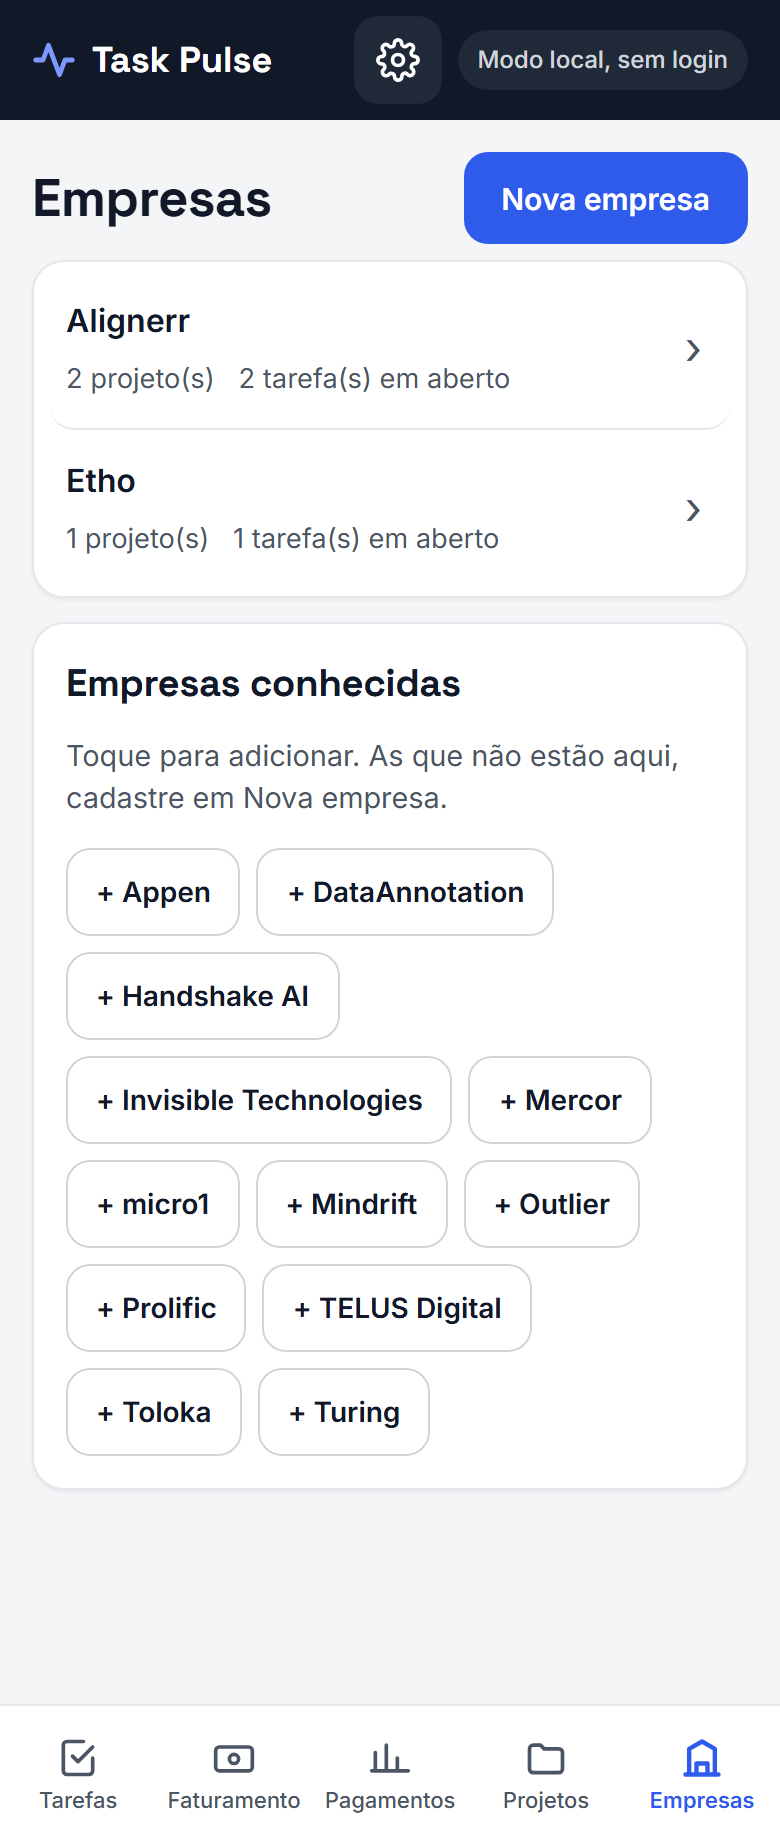 Task Pulse
Modo local, sem login
Empresas
Nova empresa
Alignerr
2 projeto(s) 2 tarefa(s) em aberto
Etho
1 projeto(s) 1 tarefa(s) em aberto
Empresas conhecidas
Toque para adicionar. As que não estão aqui,
cadastre em Nova empresa.
+ Appen + DataAnnotation
+ Handshake AI
+ Invisible Technologies + Mercor
+ micro1 + Mindrift + Outlier
+ Prolific + TELUS Digital
+ Toloka + Turing
Tarefas Faturamento Pagamentos Projetos Empresas